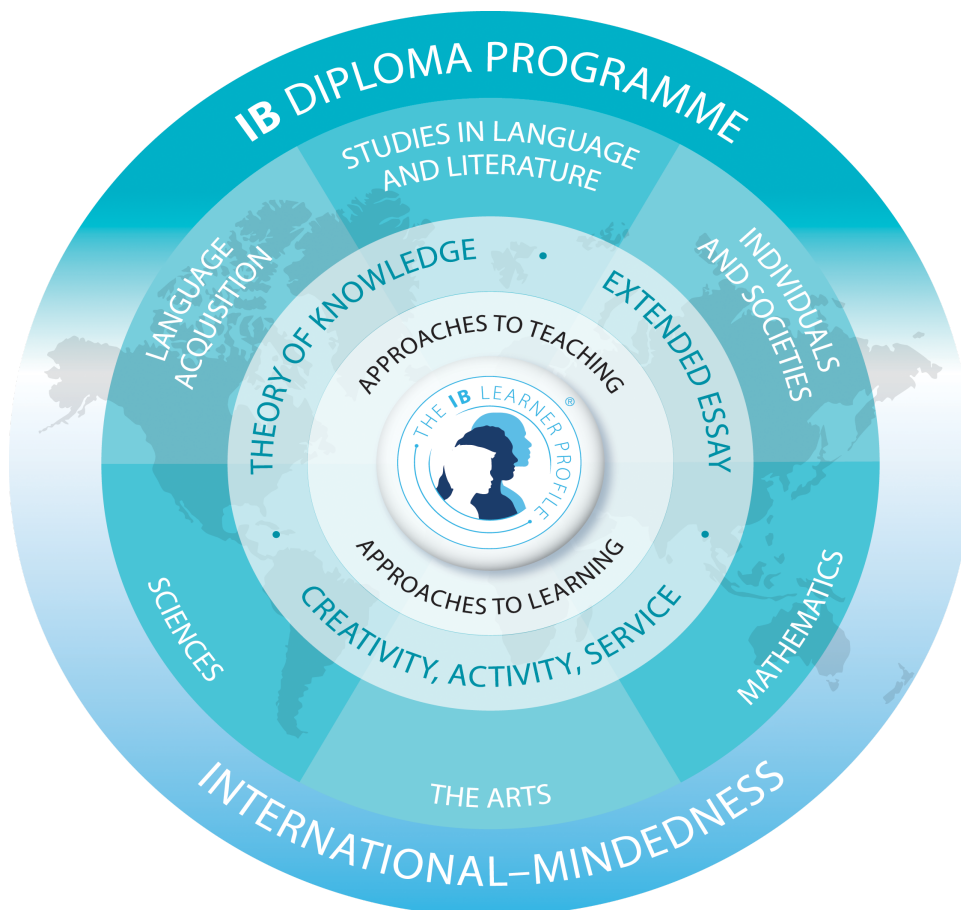 IB DIPLOMA PROGRAMME
STUDIES IN LANGUAGE
AND LITERATURE
LANGUAGE
ACQUISITION
INDIVIDUALS
AND SOCIETIES
THEORY OF KNOWLEDGE
•
EXTENDED ESSAY
•
APPROACHES TO TEACHING
• THE IB LEARNER PROFILE •
®
APPROACHES TO LEARNING
•
CREATIVITY, ACTIVITY, SERVICE
SCIENCES
MATHEMATICS
THE ARTS
INTERNATIONAL–MINDEDNESS